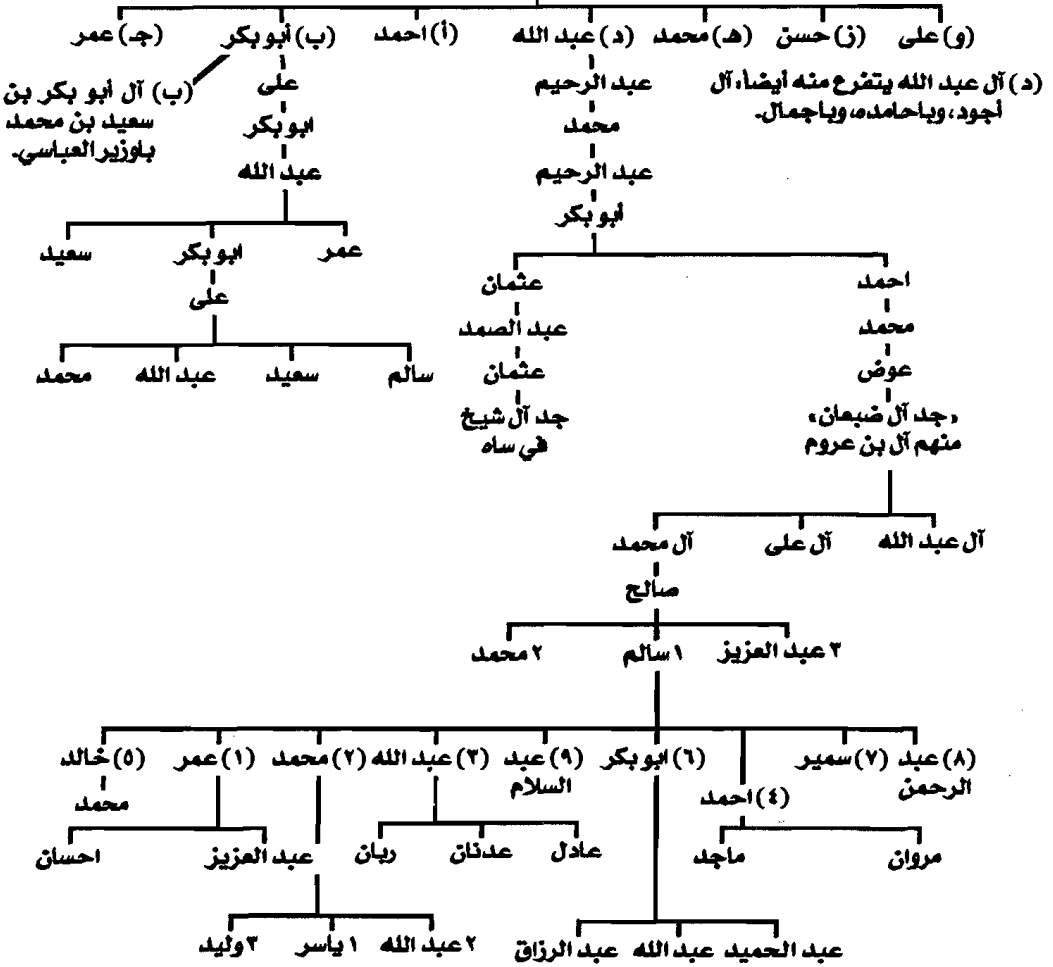 (و) على (ز) حسن (هـ) محمد (د) عبد الله (أ) احمد (ب) أبو بكر (جـ) عمر
(د) آل عبد الله يتفرع منه أيضاً، آل
أجود، وباحامده، وباجمال.
عبد الرحيم
محمد
عبد الرحيم
أبو بكر
على
ابو بكر
عبد الله
(ب) آل أبو بكر بن
سعيد بن محمد
باوزير العباسي.
عمر ابو بكر سعيد
على
سالم سعيد عبد الله محمد
احمد عثمان
محمد عبد الصمد
عوض عثمان
«جد آل ضبعان»
منهم آل بن عروم
جد آل شيخ
في ساه
آل عبد الله آل على آل محمد
صالح
٣ عبد العزيز ١ سالم ٢ محمد
(٨) عبد الرحمن
(٧) سمير
(٤) احمد
(٦) ابو بكر
(٩) عبد السلام
(٣) عبد الله
(٢) محمد
(١) عمر
(٥) خالد
محمد
مروان ماجد
عادل عدنان ربان
عبد العزيز احسان
عبد الحميد عبد الله عبد الرزاق
٢ عبد الله ١ ياسر ٣ وليد